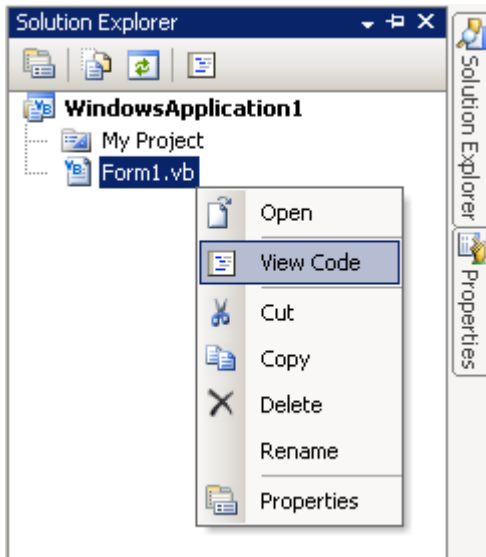 Solution Explorer
WindowsApplication1
My Project
Form1.vb
Open
View Code
Cut
Copy
Delete
Rename
Properties
Solution Explorer
Properties